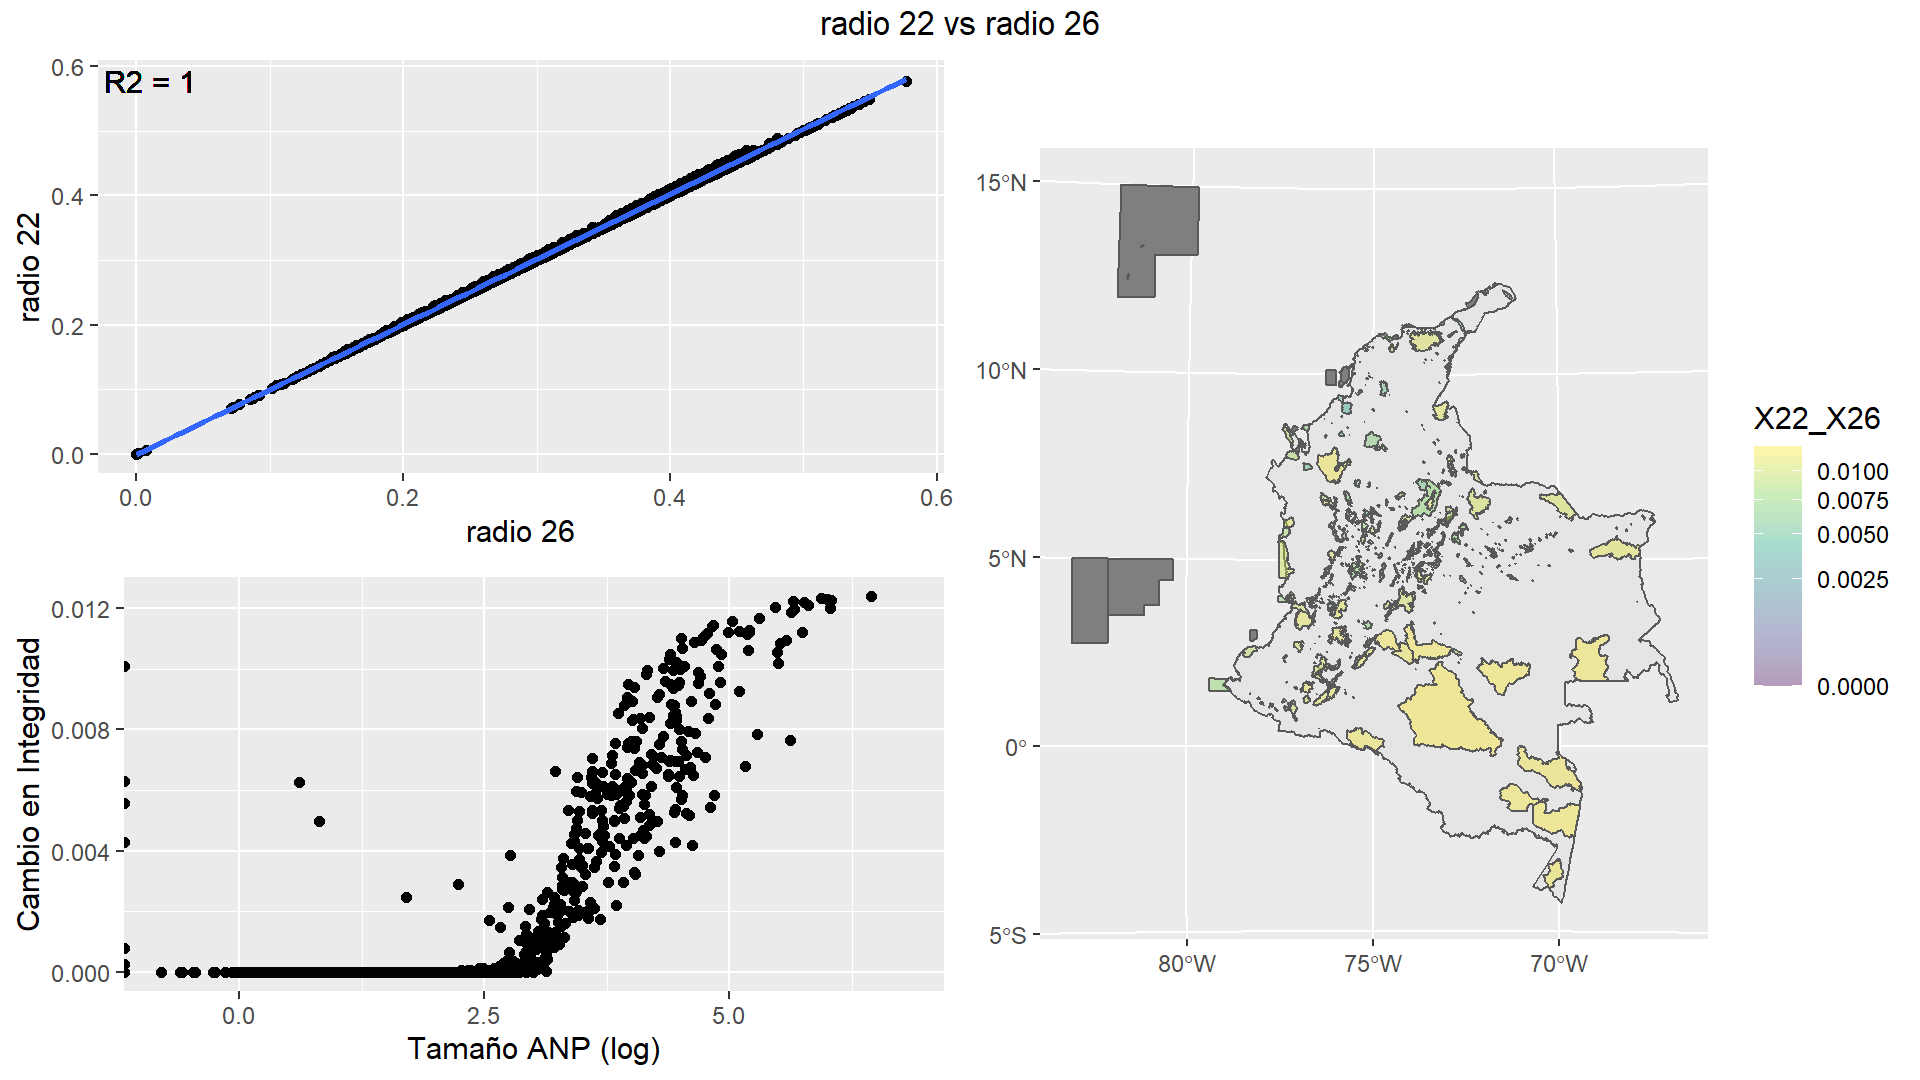 radio 22 vs radio 26
R2 = 1
0.6
0.4
0.2
0.0
radio 22
0.0 0.2 0.4 0.6
radio 26
0.012
0.008
0.004
0.000
Cambio en Integridad
0.0 2.5 5.0
Tamaño ANP (log)
15°N
10°N
5°N
0°
5°S
80°W 75°W 70°W
X22_X26
0.0100
0.0075
0.0050
0.0025
0.0000